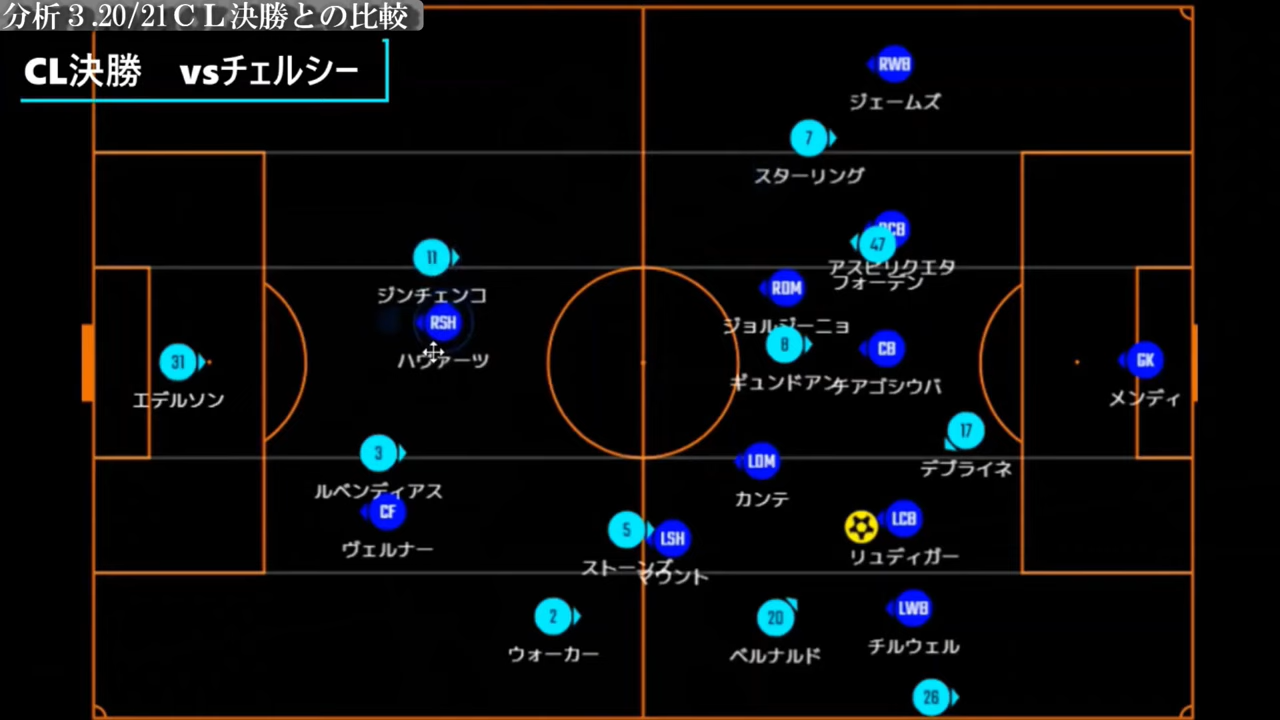 分析３.20/21ＣＬ決勝との比較
CL決勝　vsチェルシー
RWB
ジェームズ
7
スターリング
RCB
47
アスピリクエタ
フォーデン
11
ジンチェンコ
RDM
ジョルジーニョ
RSH
ハヴァーツ
8
ギュンドアン
CB
チアゴシウバ
31
エデルソン
GK
メンディ
17
デブライネ
3
ルベンディアス
LDM
カンテ
CF
ヴェルナー
5
ストーンズ
LSH
マウント
LCB
リュディガー
2
ウォーカー
20
ベルナルド
LWB
チルウェル
26